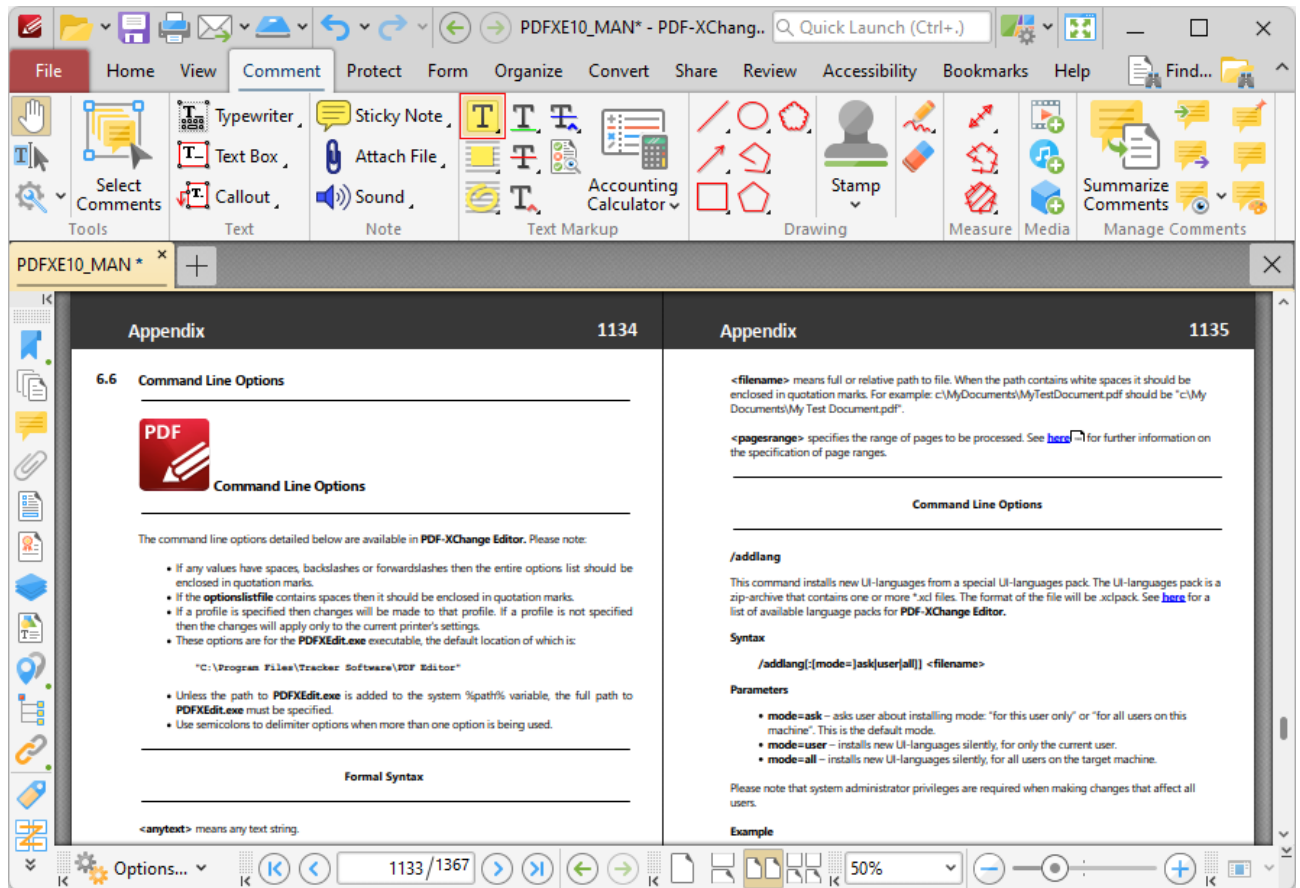 PDFXE10_MAN* - PDF-XChang..
Quick Launch (Ctrl+.)
File Home View Comment Protect Form Organize Convert Share Review Accessibility Bookmarks Help Find...
Typewriter
Text Box
Callout
Sticky Note
Attach File
Sound
Select
Comments
Accounting
Calculator
Stamp
Summarize
Comments
Tools Text Note Text Markup Drawing Measure Media Manage Comments
PDFXE10_MAN *
Appendix 1134
6.6 Command Line Options
PDF
Command Line Options
The command line options detailed below are available in PDF-XChange Editor. Please note:
• If any values have spaces, backslashes or forwardslashes then the entire options list should be
enclosed in quotation marks.
• If the optionslistfile contains spaces then it should be enclosed in quotation marks.
• If a profile is specified then changes will be made to that profile. If a profile is not specified
then the changes will apply only to the current printer's settings.
• These options are for the PDFXEdit.exe executable, the default location of which is:
"C:\Program Files\Tracker Software\PDF Editor"
• Unless the path to PDFXEdit.exe is added to the system %path% variable, the full path to
PDFXEdit.exe must be specified.
• Use semicolons to delimiter options when more than one option is being used.
Formal Syntax
<anytext> means any text string.
Appendix 1135
<filename> means full or relative path to file. When the path contains white spaces it should be
enclosed in quotation marks. For example: c:\MyDocuments\MyTestDocument.pdf should be "c:\My
Documents\My Test Document.pdf".
<pagesrange> specifies the range of pages to be processed. See here for further information on
the specification of page ranges.
Command Line Options
/addlang
This command installs new UI-languages from a special UI-languages pack. The UI-languages pack is a
zip-archive that contains one or more *.xcl files. The format of the file will be .xclpack. See here for a
list of available language packs for PDF-XChange Editor.
Syntax
/addlang[:[mode=]ask|user|all]] <filename>
Parameters
• mode=ask – asks user about installing mode: "for this user only" or "for all users on this
machine". This is the default mode.
• mode=user – installs new UI-languages silently, for only the current user.
• mode=all – installs new UI-languages silently, for all users on the target machine.
Please note that system administrator privileges are required when making changes that affect all
users.
Example
Options... 1133/1367 50%